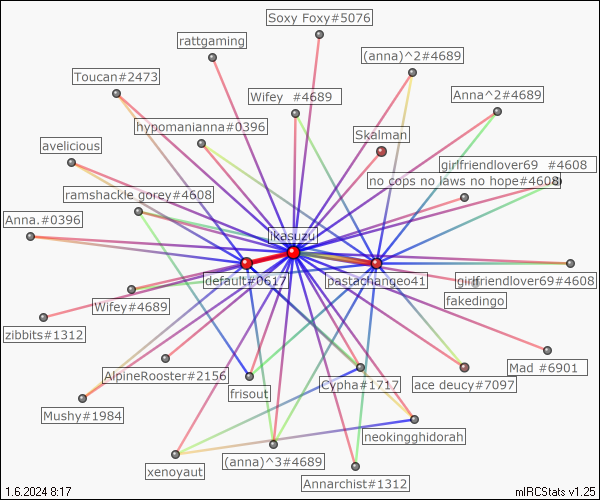 Soxy Foxy#5076
rattgaming
(anna)^2#4689
Toucan#2473
Wifey #4689
Anna^2#4689
hypomanianna#0396
Skalman
avelicious
girlfriendlover69 #4608
no cops no laws no hope#4608
ramshackle gorey#4608
Anna.#0396
ikasuzu
default#0617
pastachangeo41
girlfriendlover69#4608
fakedingo
Wifey#4689
zibbits#1312
Mad #6901
AlpineRooster#2156
Cypha#1717
ace deucy#7097
frisout
Mushy#1984
neokingghidorah
(anna)^3#4689
xenoyaut
Annarchist#1312
1.6.2024 8:17
mIRCStats v1.25